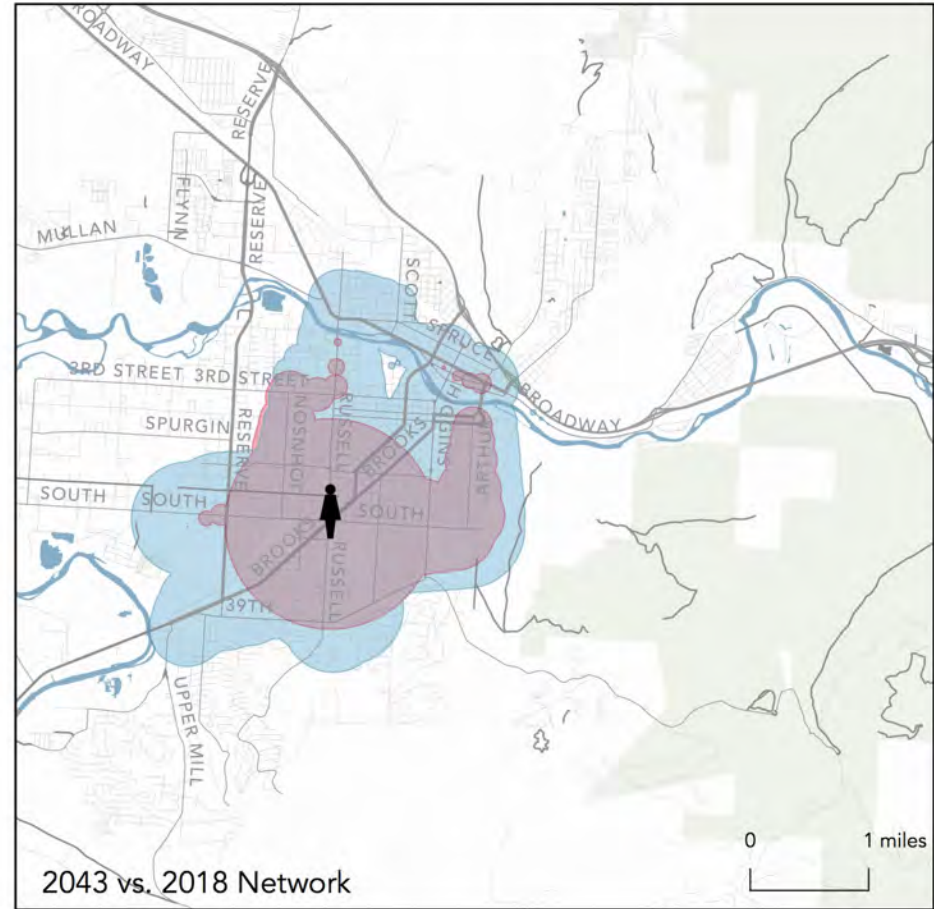 BROADWAY
RESERVE
RESERVE
FLYNN
MULLAN
SCOTT
SPRUCE
3RD STREET 3RD STREET
RUSSELL
JOHNSON
BROADWAY
SPURGIN
RESERVE
BROOKS
HIGGINS
ARTHUR
SOUTH
SOUTH
SOUTH
BROOKS
RUSSELL
39TH
UPPER MILL
0 1 miles
2043 vs. 2018 Network